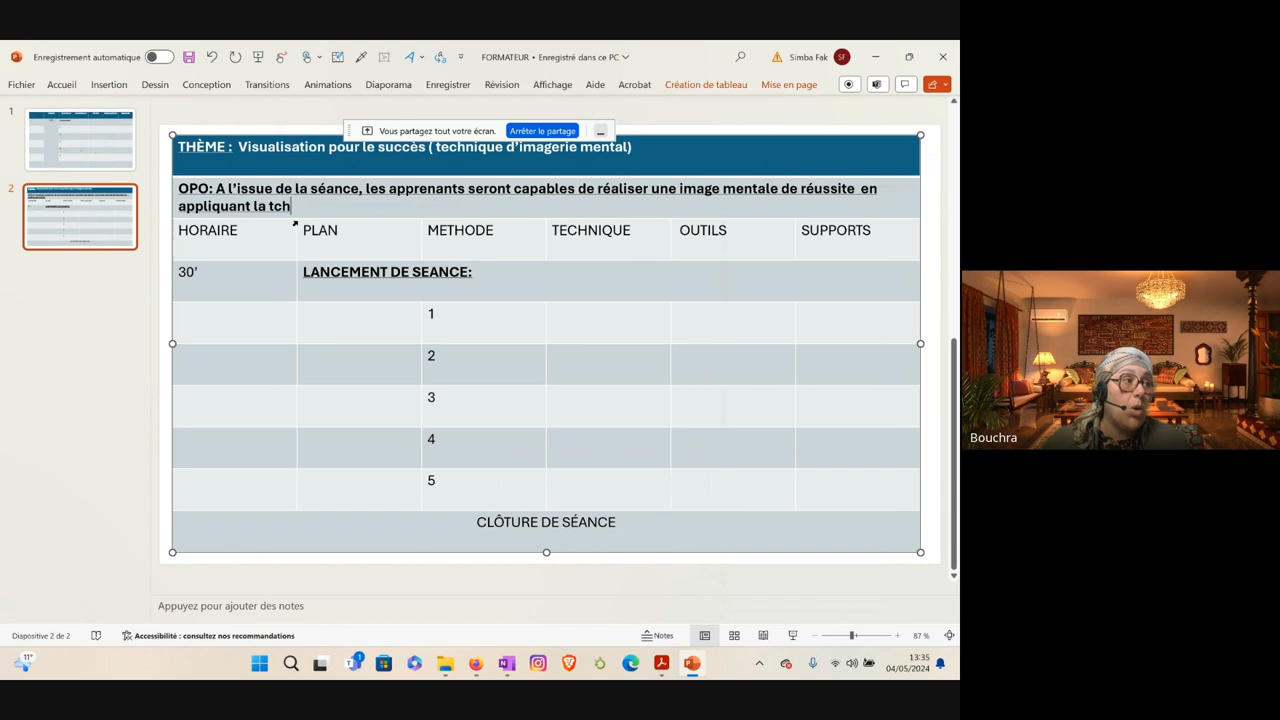 Enregistrement automatique
FORMATEUR • Enregistré dans ce PC
Simba Fak
SF
Fichier Accueil Insertion Dessin Conception Transitions Animations Diaporama Enregistrer Révision Affichage Aide Acrobat Création de tableau Mise en page
1
2
Vous partagez tout votre écran. Arrêter le partage
THÈME : Visualisation pour le succès ( technique d'imagerie mental)
OPO: A l'issue de la séance, les apprenants seront capables de réaliser une image mentale de réussite en
appliquant la tch
HORAIRE PLAN METHODE TECHNIQUE OUTILS SUPPORTS
30' LANCEMENT DE SEANCE:
1
2
3
4
5
CLÔTURE DE SÉANCE
Bouchra
Appuyez pour ajouter des notes
Diapositive 2 de 2 Accessibilité : consultez nos recommandations Notes 87 %
11°
1
13:35
04/05/2024